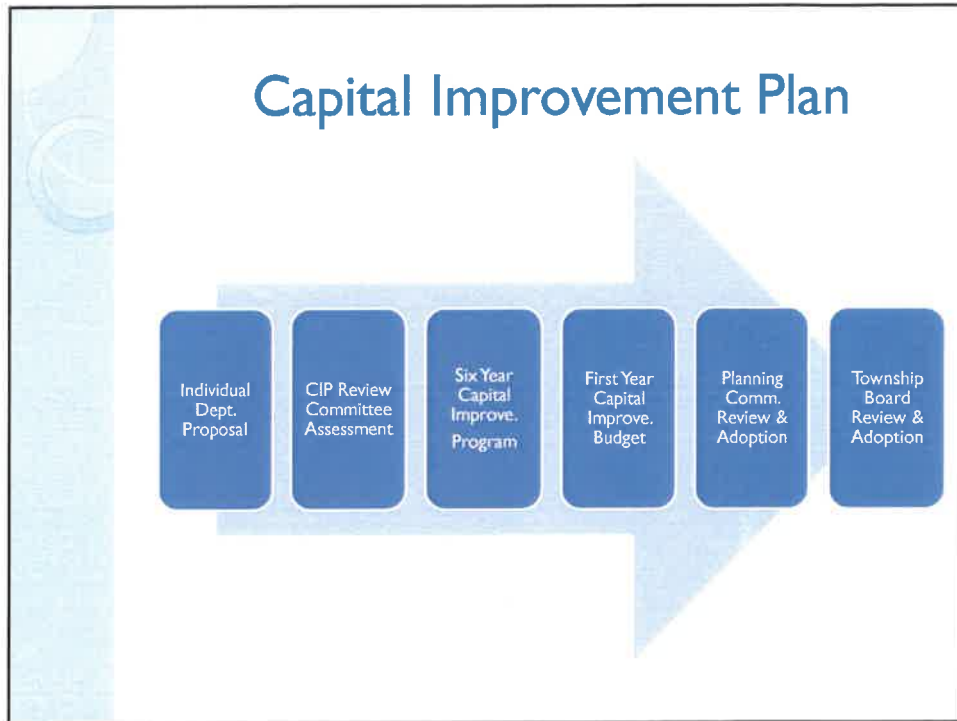 Capital Improvement Plan
Individual
Dept.
Proposal
CIP Review
Committee
Assessment
Six Year
Capital
Improve.
Program
First Year
Capital
Improve.
Budget
Planning
Comm.
Review &
Adoption
Township
Board
Review &
Adoption